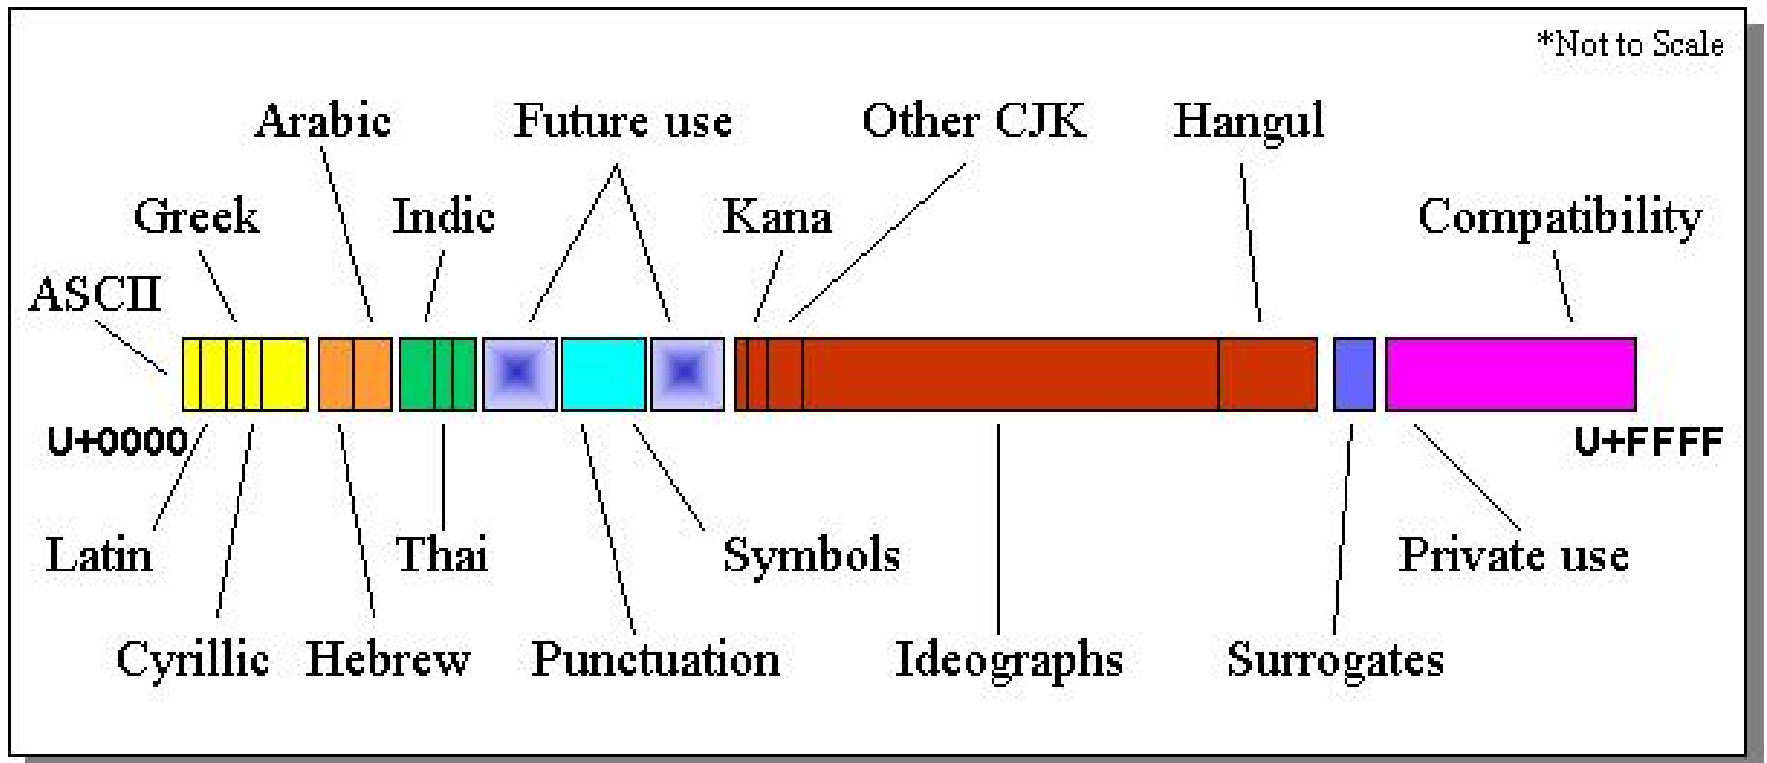 *Not to Scale
Arabic Future use Other CJK Hangul
Greek Indic Kana Compatibility
ASCII
U+0000 U+FFFF
Latin Thai Symbols Private use
Cyrillic Hebrew Punctuation Ideographs Surrogates